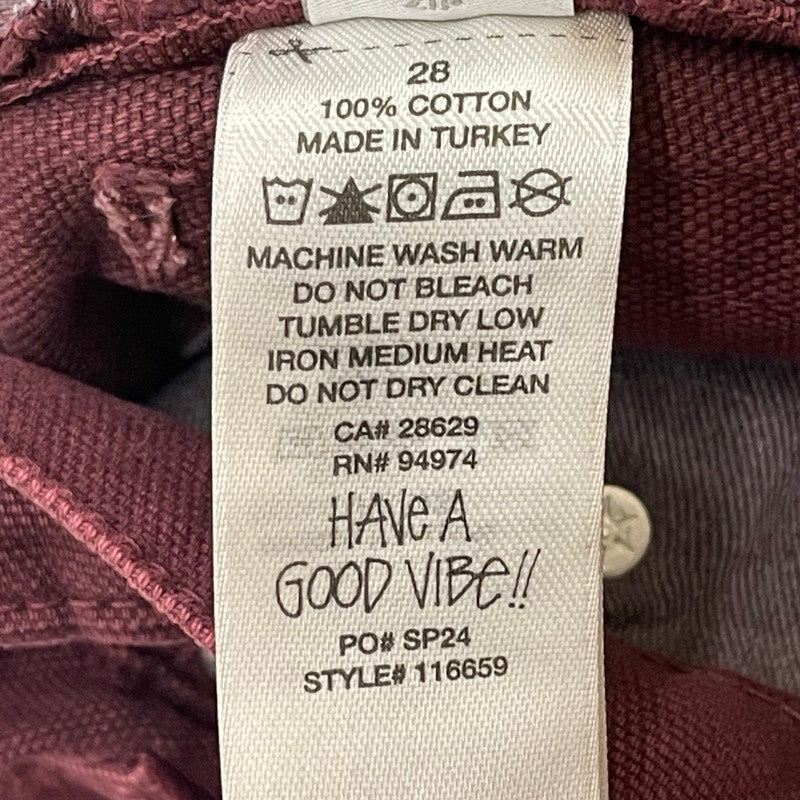 28
100% COTTON
MADE IN TURKEY
MACHINE WASH WARM
DO NOT BLEACH
TUMBLE DRY LOW
IRON MEDIUM HEAT
DO NOT DRY CLEAN
CA# 28629
RN# 94974
HAVE A
GOOD VIBE!!
PO# SP24
STYLE# 116659